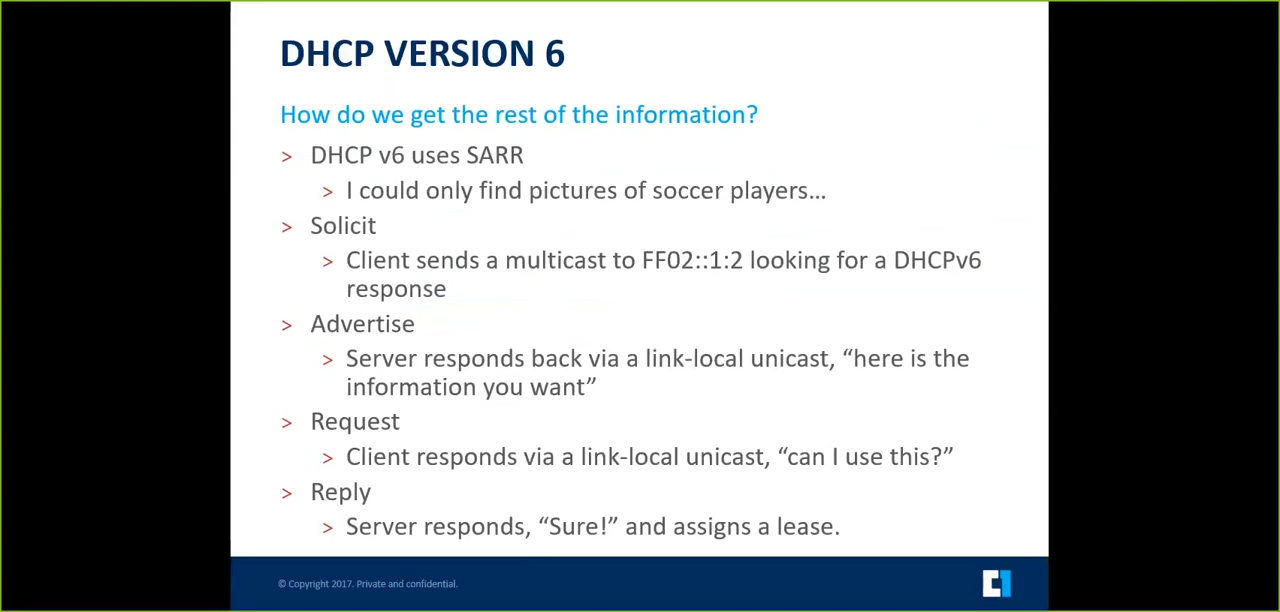 DHCP VERSION 6
How do we get the rest of the information?
> DHCP v6 uses SARR
> I could only find pictures of soccer players...
> Solicit
> Client sends a multicast to FF02::1:2 looking for a DHCPv6
response
> Advertise
> Server responds back via a link-local unicast, “here is the
information you want”
> Request
> Client responds via a link-local unicast, “can I use this?”
> Reply
> Server responds, “Sure!” and assigns a lease.
© Copyright 2017. Private and confidential.